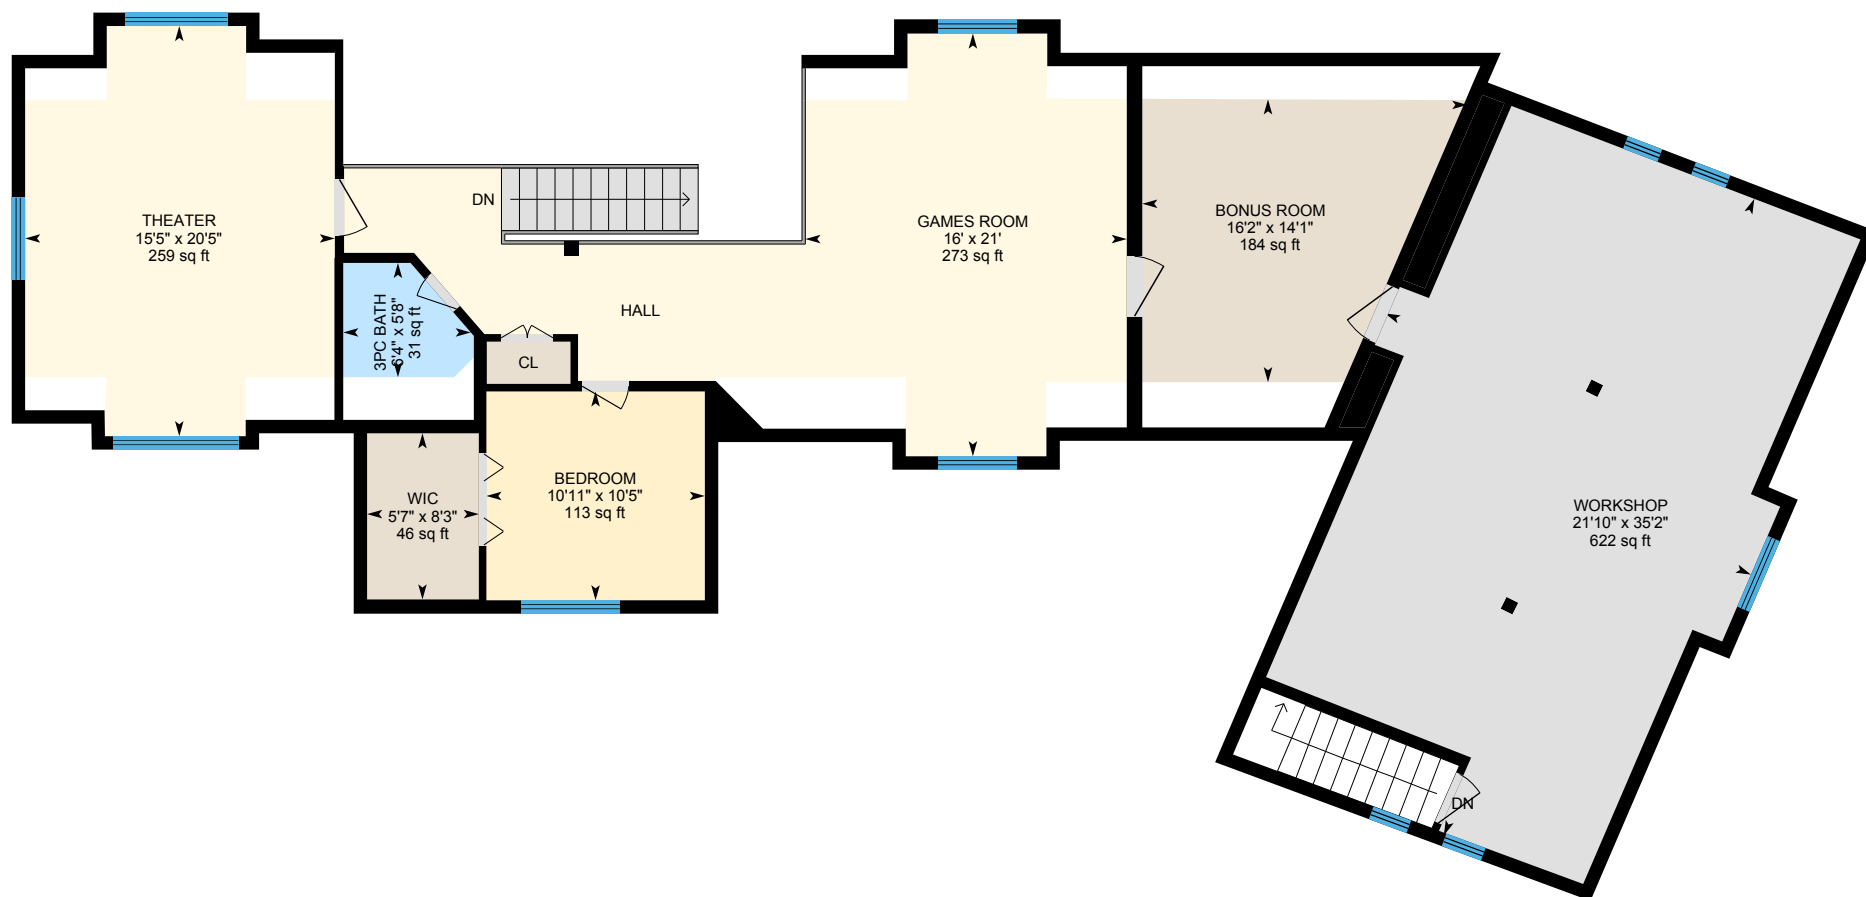 THEATER
15'5" x 20'5"
259 sq ft
DN
3PC BATH
6'4" x 5'8"
31 sq ft
HALL
CL
GAMES ROOM
16' x 21'
273 sq ft
BONUS ROOM
16'2" x 14'1"
184 sq ft
WIC
5'7" x 8'3"
46 sq ft
BEDROOM
10'11" x 10'5"
113 sq ft
WORKSHOP
21'10" x 35'2"
622 sq ft
DN